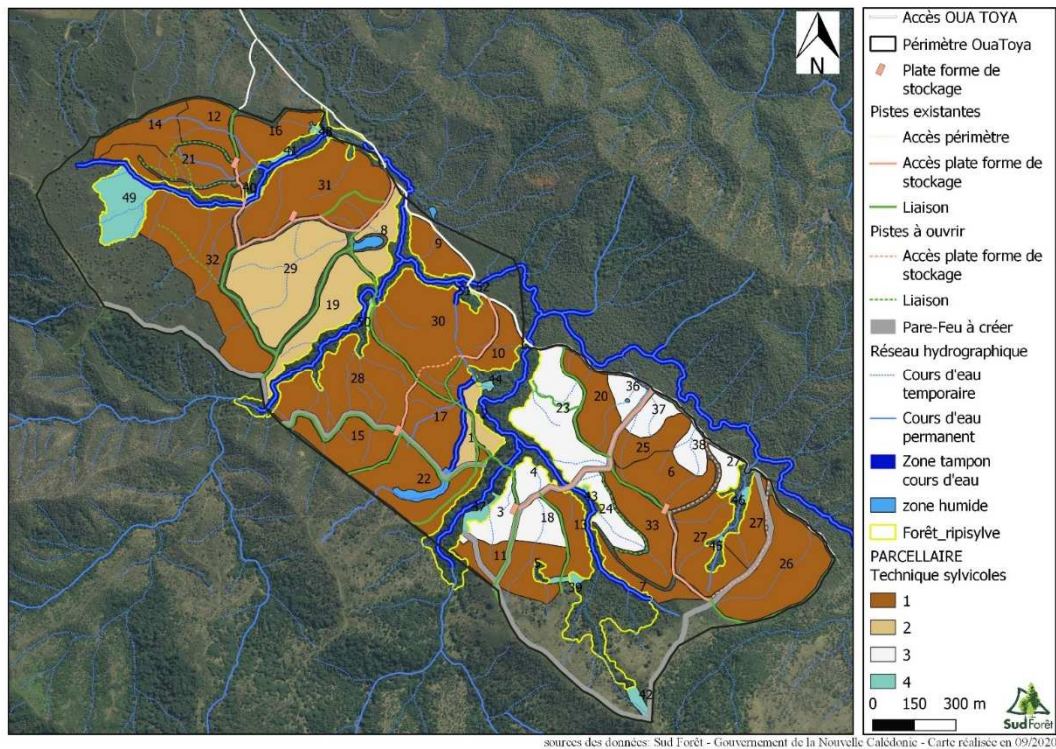 Accès OUA TOYA
Périmètre OuaToya
Plate forme de
stockage
Pistes existantes
Accès périmètre
Accès plate forme de
stockage
Liaison
Pistes à ouvrir
Accès plate forme de
stockage
Liaison
Pare-Feu à créer
Réseau hydrographique
Cours d'eau
temporaire
Cours d'eau
permanent
Zone tampon
cours d'eau
zone humide
Forêt_ripisylve
PARCELLAIRE
Technique sylvicoles
1
2
3
4
0 150 300 m
Sud Forêt
N
14
12
16
41
21
40
31
49
32
8
9
29
19
30
10
28
44
17
15
22
23
20
36
37
25
38
6
4
3
18
13
24
33
46
27
27
45
26
11
5
39
7
42
sources des données: Sud Forêt - Gouvernement de la Nouvelle Calédonie - Carte réalisée en 09/2020